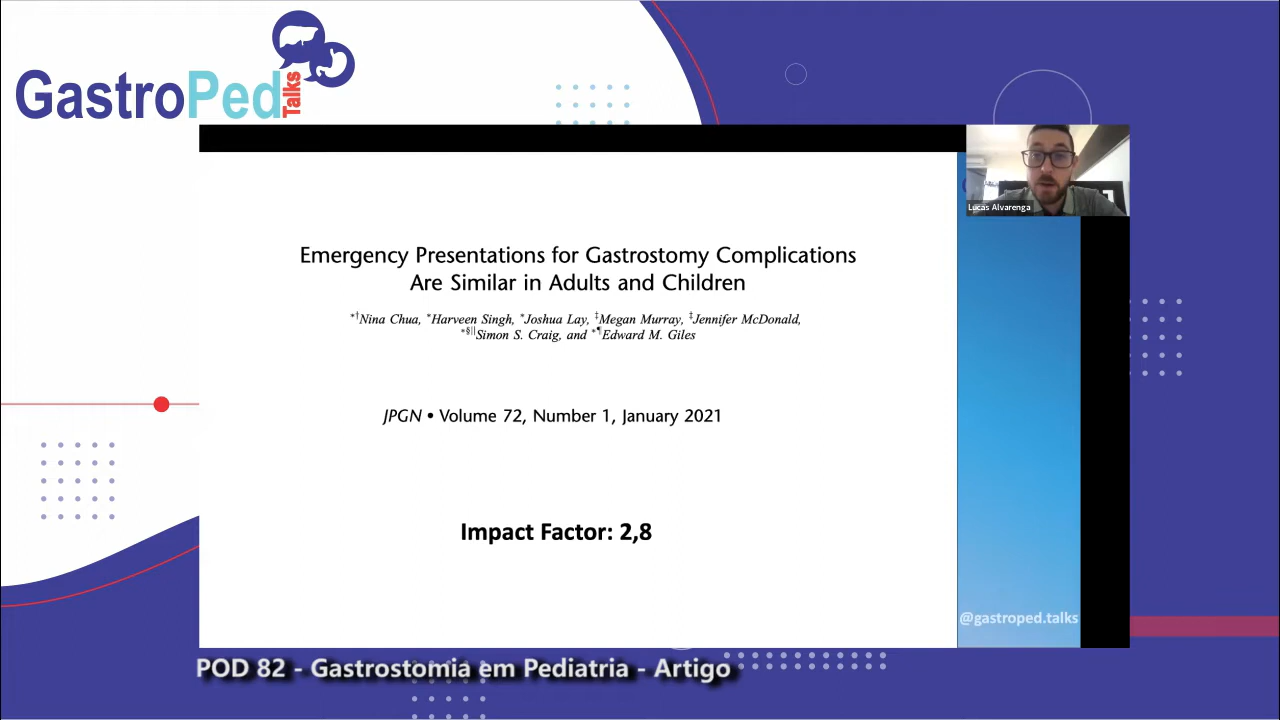 GastroPed
Talks
Lucas Alvarenga
Emergency Presentations for Gastrostomy Complications
Are Similar in Adults and Children
*†Nina Chua, *Harveen Singh, *Joshua Lay, ‡Megan Murray, ‡Jennifer McDonald,
*§||Simon S. Craig, and *¶Edward M. Giles
JPGN • Volume 72, Number 1, January 2021
Impact Factor: 2,8
@gastroped.talks
POD 82 - Gastrostomia em Pediatria - Artigo